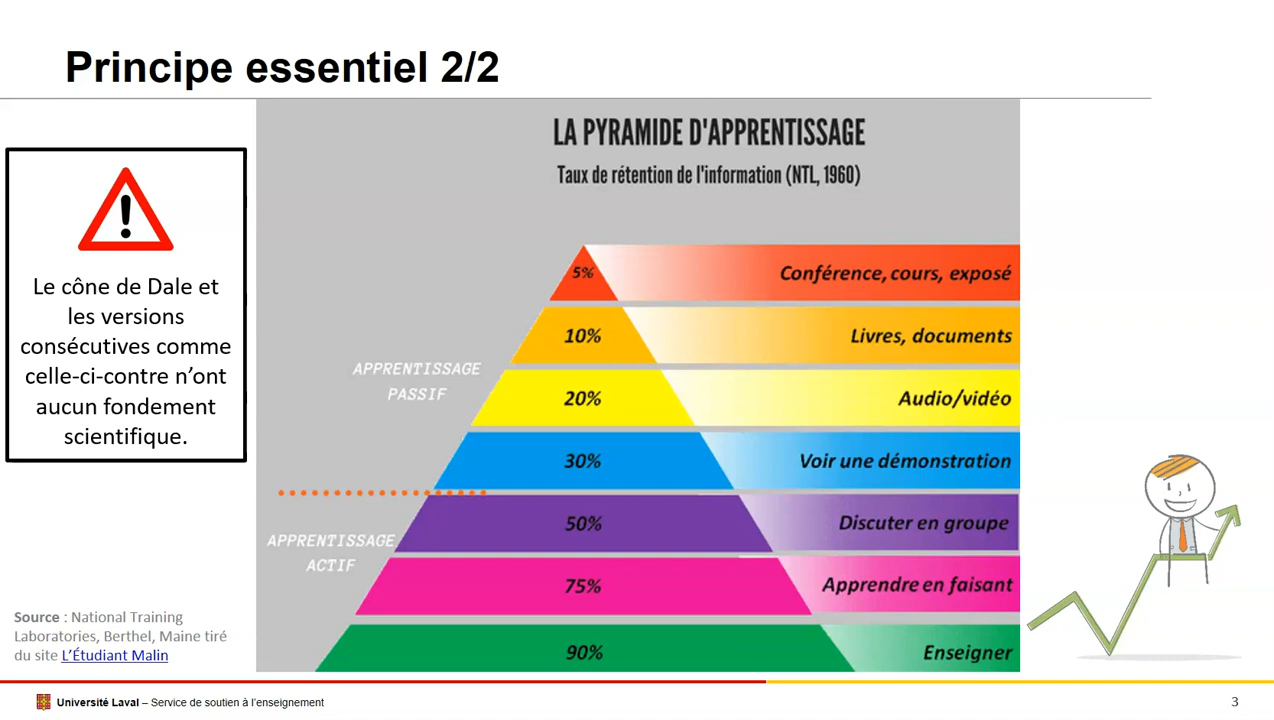 Principe essentiel 2/2
Le cône de Dale et
les versions
consécutives comme
celle-ci-contre n’ont
aucun fondement
scientifique.
LA PYRAMIDE D'APPRENTISSAGE
Taux de rétention de l'information (NTL, 1960)
5% Conférence, cours, exposé
10% Livres, documents
20% Audio/vidéo
30% Voir une démonstration
50% Discuter en groupe
75% Apprendre en faisant
90% Enseigner
APPRENTISSAGE
PASSIF
APPRENTISSAGE
ACTIF
Source : National Training
Laboratories, Berthel, Maine tiré
du site L’Étudiant Malin
Université Laval – Service de soutien à l’enseignement
3